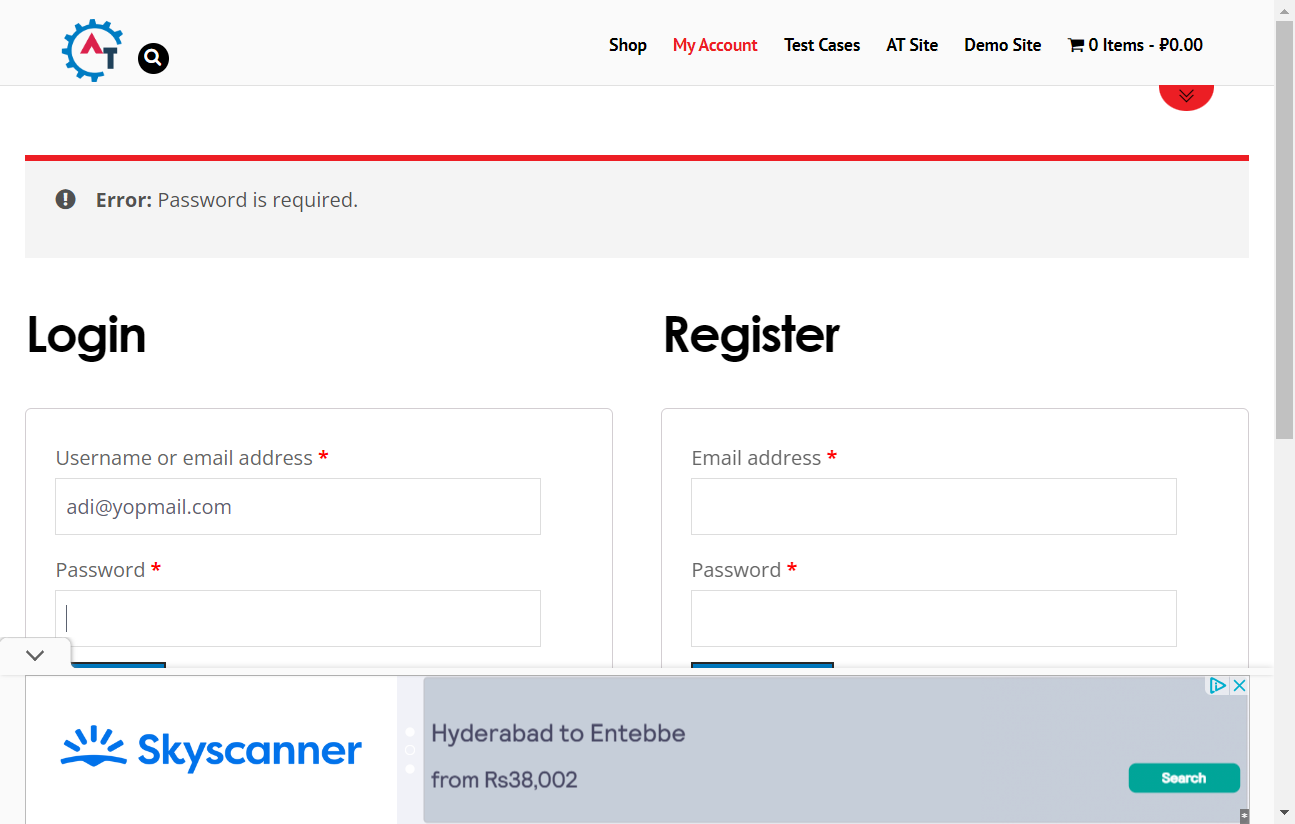 AT
Shop
My Account
Test Cases
AT Site
Demo Site
0 Items - ₽0.00
Error: Password is required.
Login
Register
Username or email address *
adi@yopmail.com
Password *
Email address *
Password *
Skyscanner
Hyderabad to Entebbe
from Rs38,002
Search